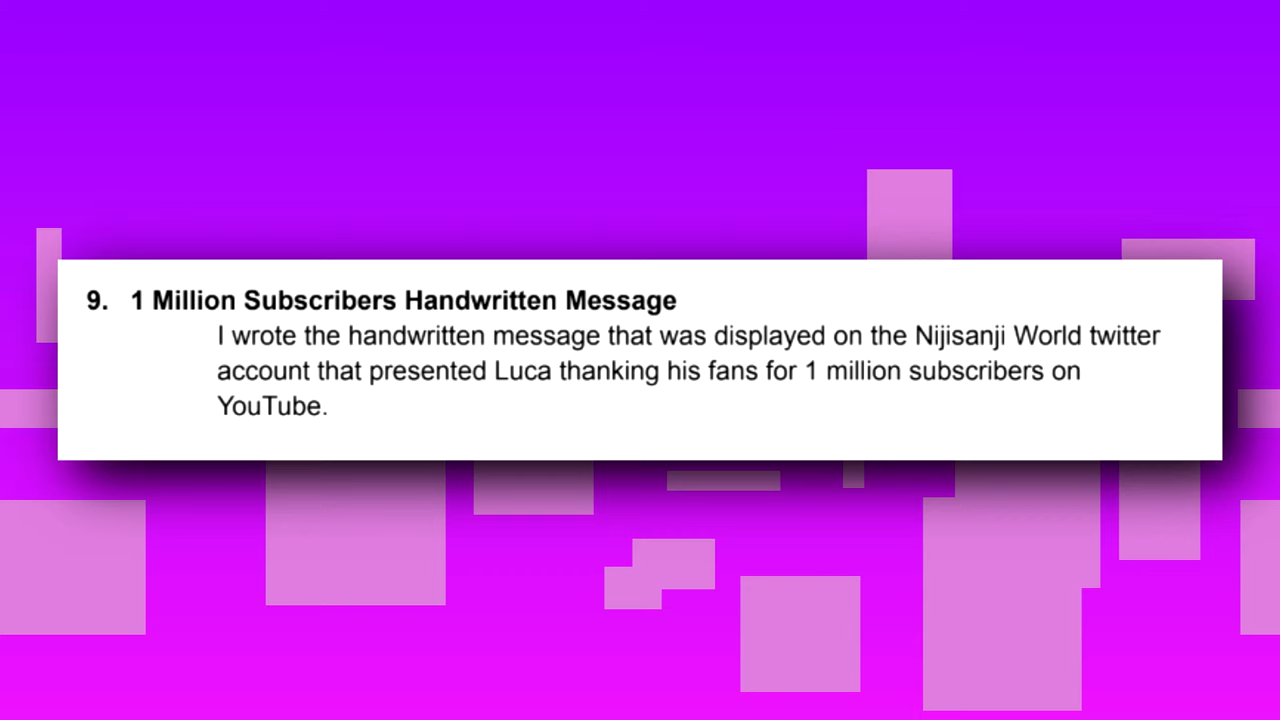 9. 1 Million Subscribers Handwritten Message
I wrote the handwritten message that was displayed on the Nijisanji World twitter
account that presented Luca thanking his fans for 1 million subscribers on
YouTube.